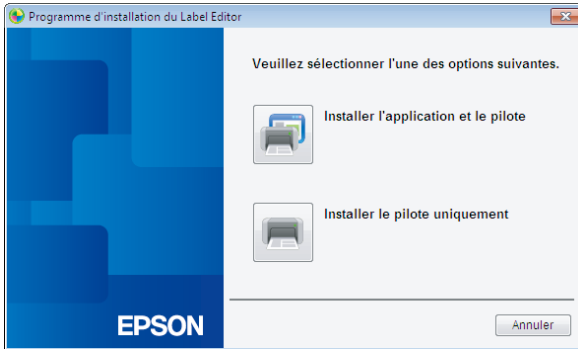 Programme d'installation du Label Editor
Veuillez sélectionner l'une des options suivantes.
Installer l'application et le pilote
Installer le pilote uniquement
EPSON
Annuler